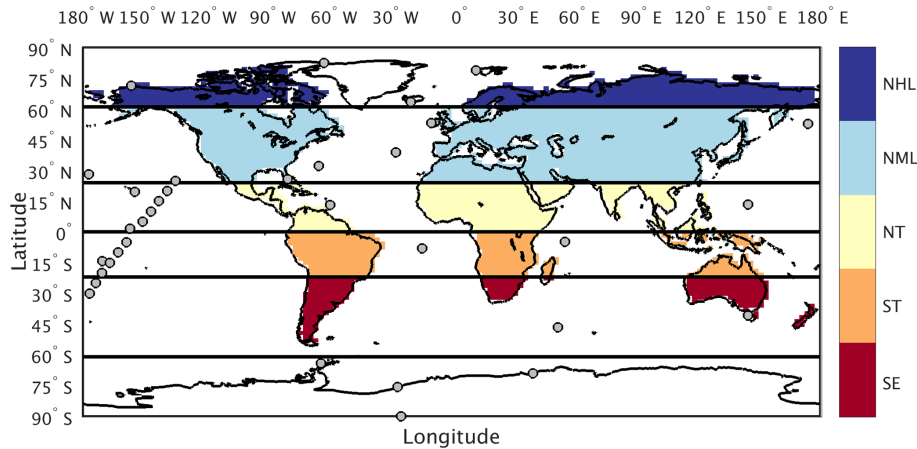 180° W 150° W 120° W 90° W 60° W 30° W 0° 30° E 60° E 90° E 120° E 150° E 180° E
90° N
75° N
60° N
45° N
30° N
15° N
0°
15° S
30° S
45° S
60° S
75° S
90° S
Latitude
Longitude
NHL
NML
NT
ST
SE